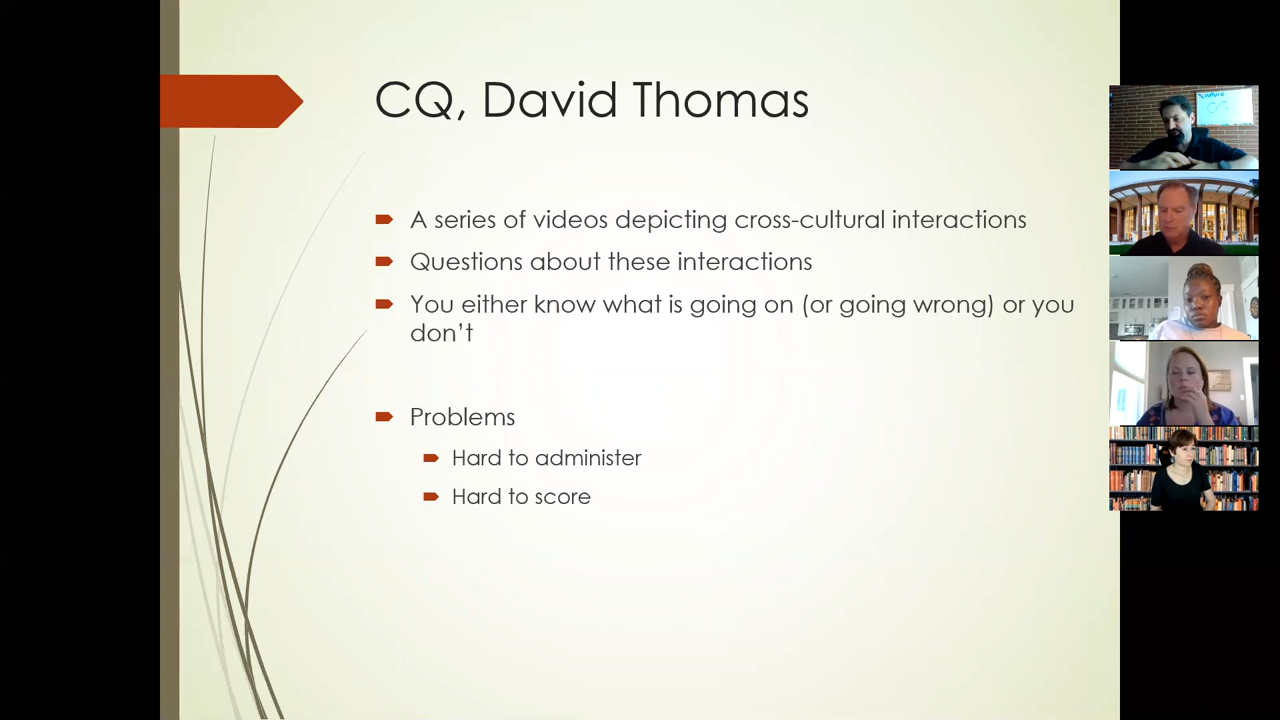 CQ, David Thomas
A series of videos depicting cross-cultural interactions
Questions about these interactions
You either know what is going on (or going wrong) or you
don’t
Problems
Hard to administer
Hard to score